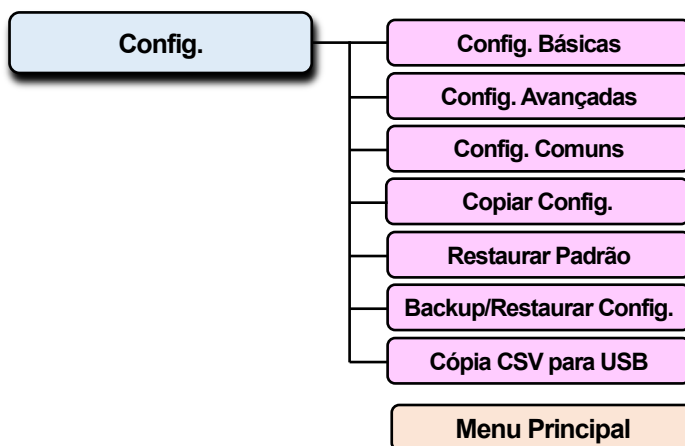 Config.
Config. Básicas
Config. Avançadas
Config. Comuns
Copiar Config.
Restaurar Padrão
Backup/Restaurar Config.
Cópia CSV para USB
Menu Principal